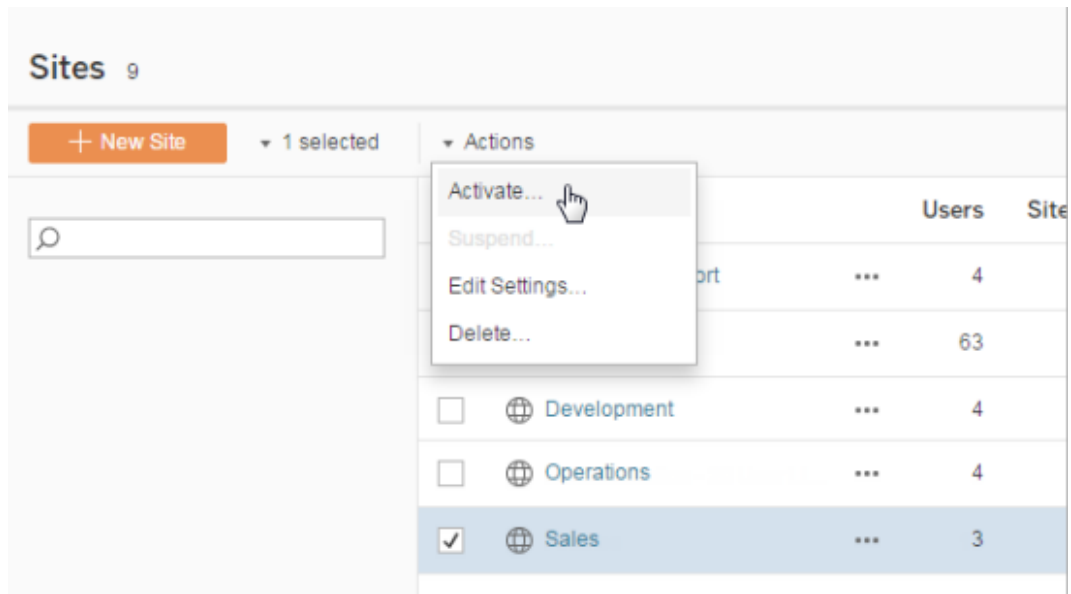 Sites 9
+ New Site 1 selected Actions
Activate...
Users Site
Suspend...
4
Edit Settings...
Delete...
63
Development ... 4
Operations ... 4
Sales ... 3